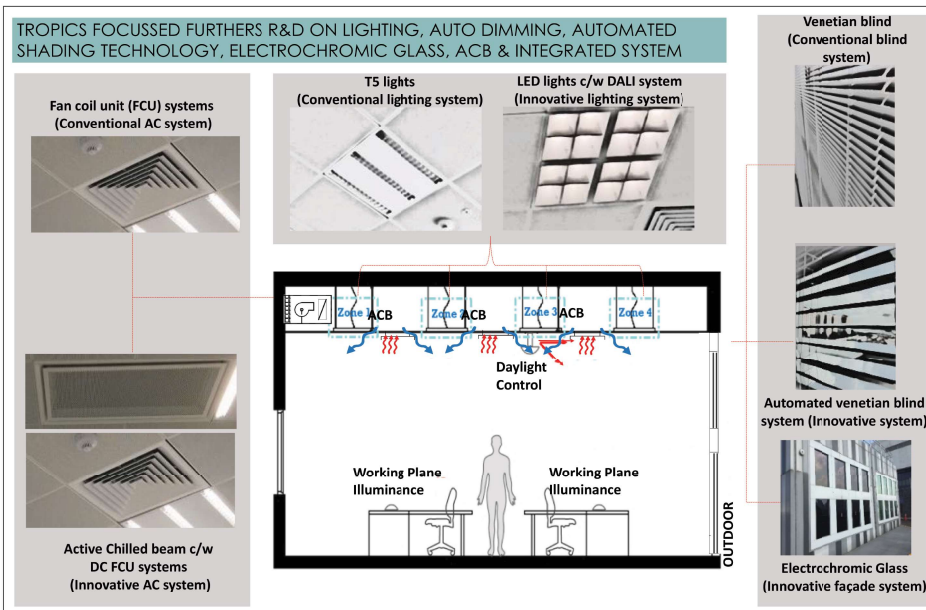 TROPICS FOCUSSED FURTHERS R&D ON LIGHTING, AUTO DIMMING, AUTOMATED
SHADING TECHNOLOGY, ELECTROCHROMIC GLASS, ACB & INTEGRATED SYSTEM
Fan coil unit (FCU) systems
(Conventional AC system)
Active Chilled beam c/w
DC FCU systems
(Innovative AC system)
T5 lights
(Conventional lighting system)
LED lights c/w DALI system
(Innovative lighting system)
Zone 1
ACB
Zone 2
ACB
Zone 3
ACB
Zone 4
Daylight
Control
Working Plane
Illuminance
Working Plane
Illuminance
OUTDOOR
Venetian blind
(Conventional blind
system)
Automated venetian blind
system (Innovative system)
Electrochromic Glass
(Innovative façade system)